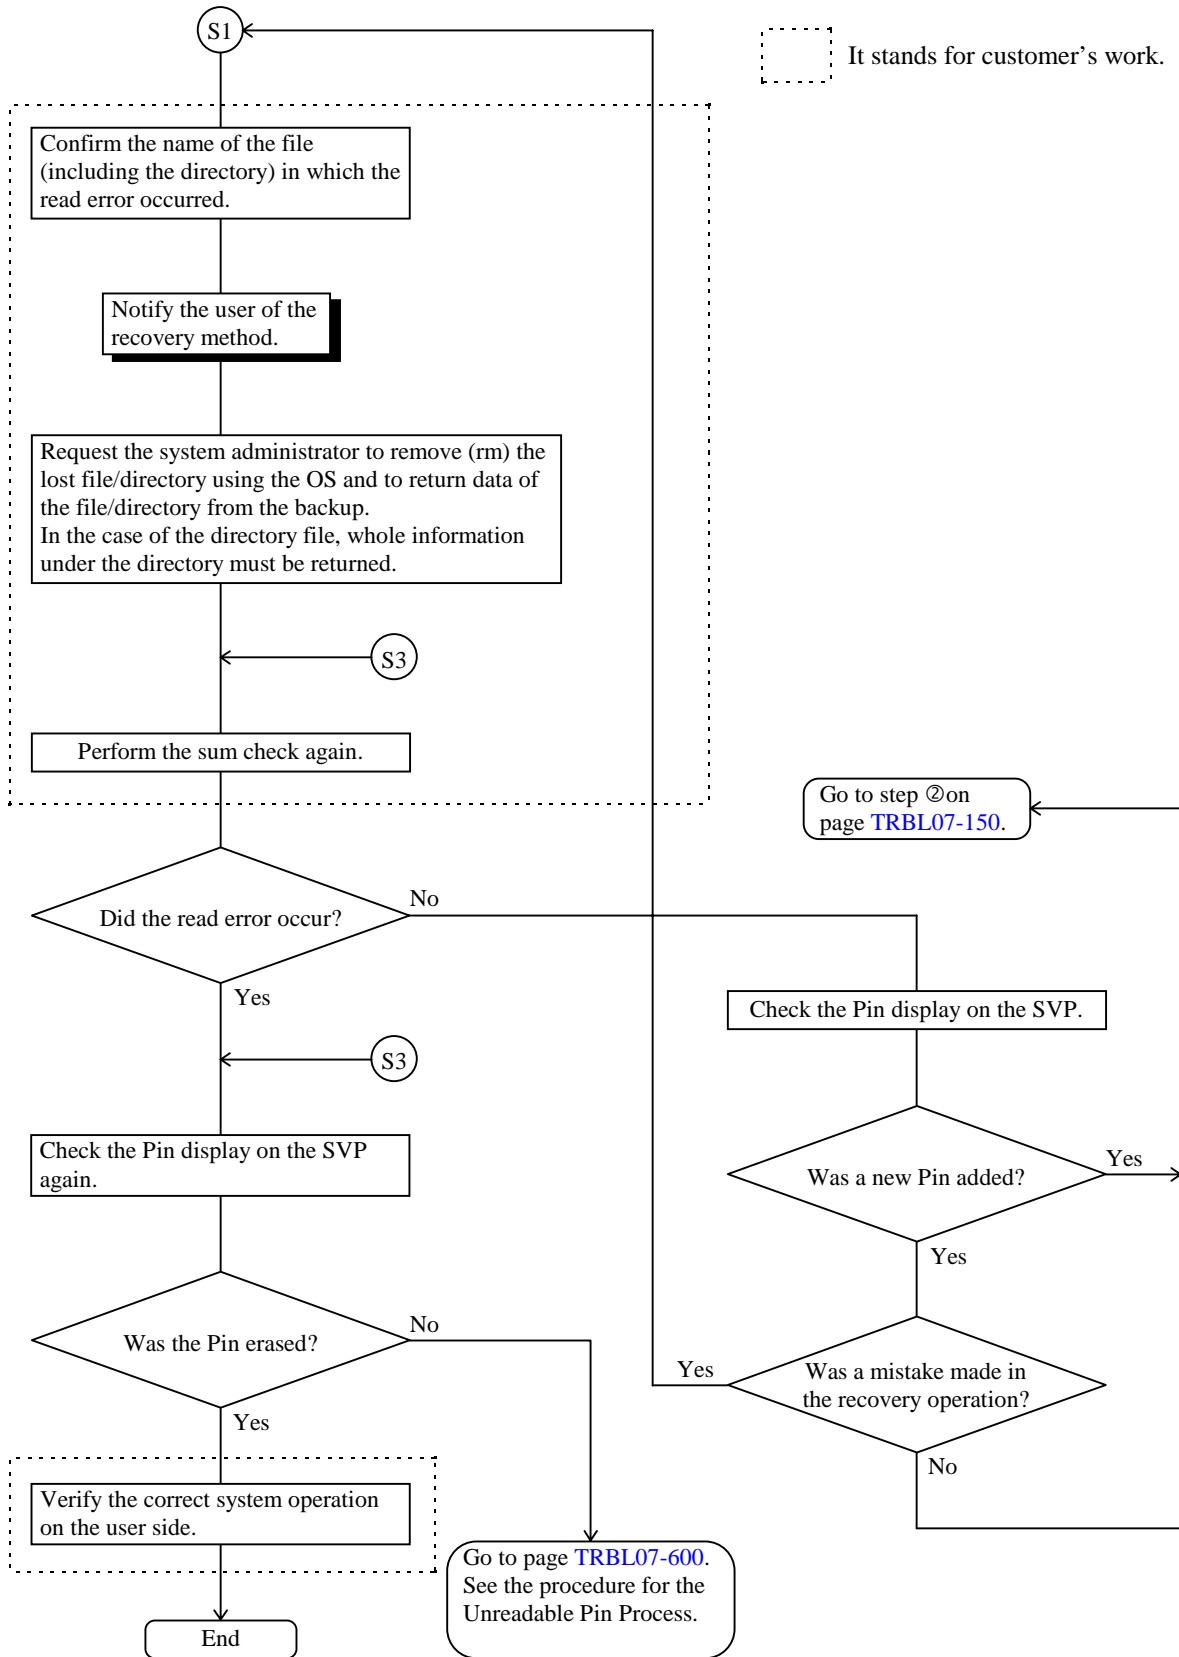 S1
It stands for customer’s work.
Confirm the name of the file
(including the directory) in which the
read error occurred.
Notify the user of the
recovery method.
Request the system administrator to remove (rm) the
lost file/directory using the OS and to return data of
the file/directory from the backup.
In the case of the directory file, whole information
under the directory must be returned.
S3
Perform the sum check again.
Go to step ②on
page TRBL07-150.
Did the read error occur?
No
Yes
Check the Pin display on the SVP.
S3
Check the Pin display on the SVP
again.
Was a new Pin added?
Yes
Yes
Was the Pin erased?
No
Yes
Was a mistake made in
the recovery operation?
Yes
No
Verify the correct system operation
on the user side.
Go to page TRBL07-600.
See the procedure for the
Unreadable Pin Process.
End